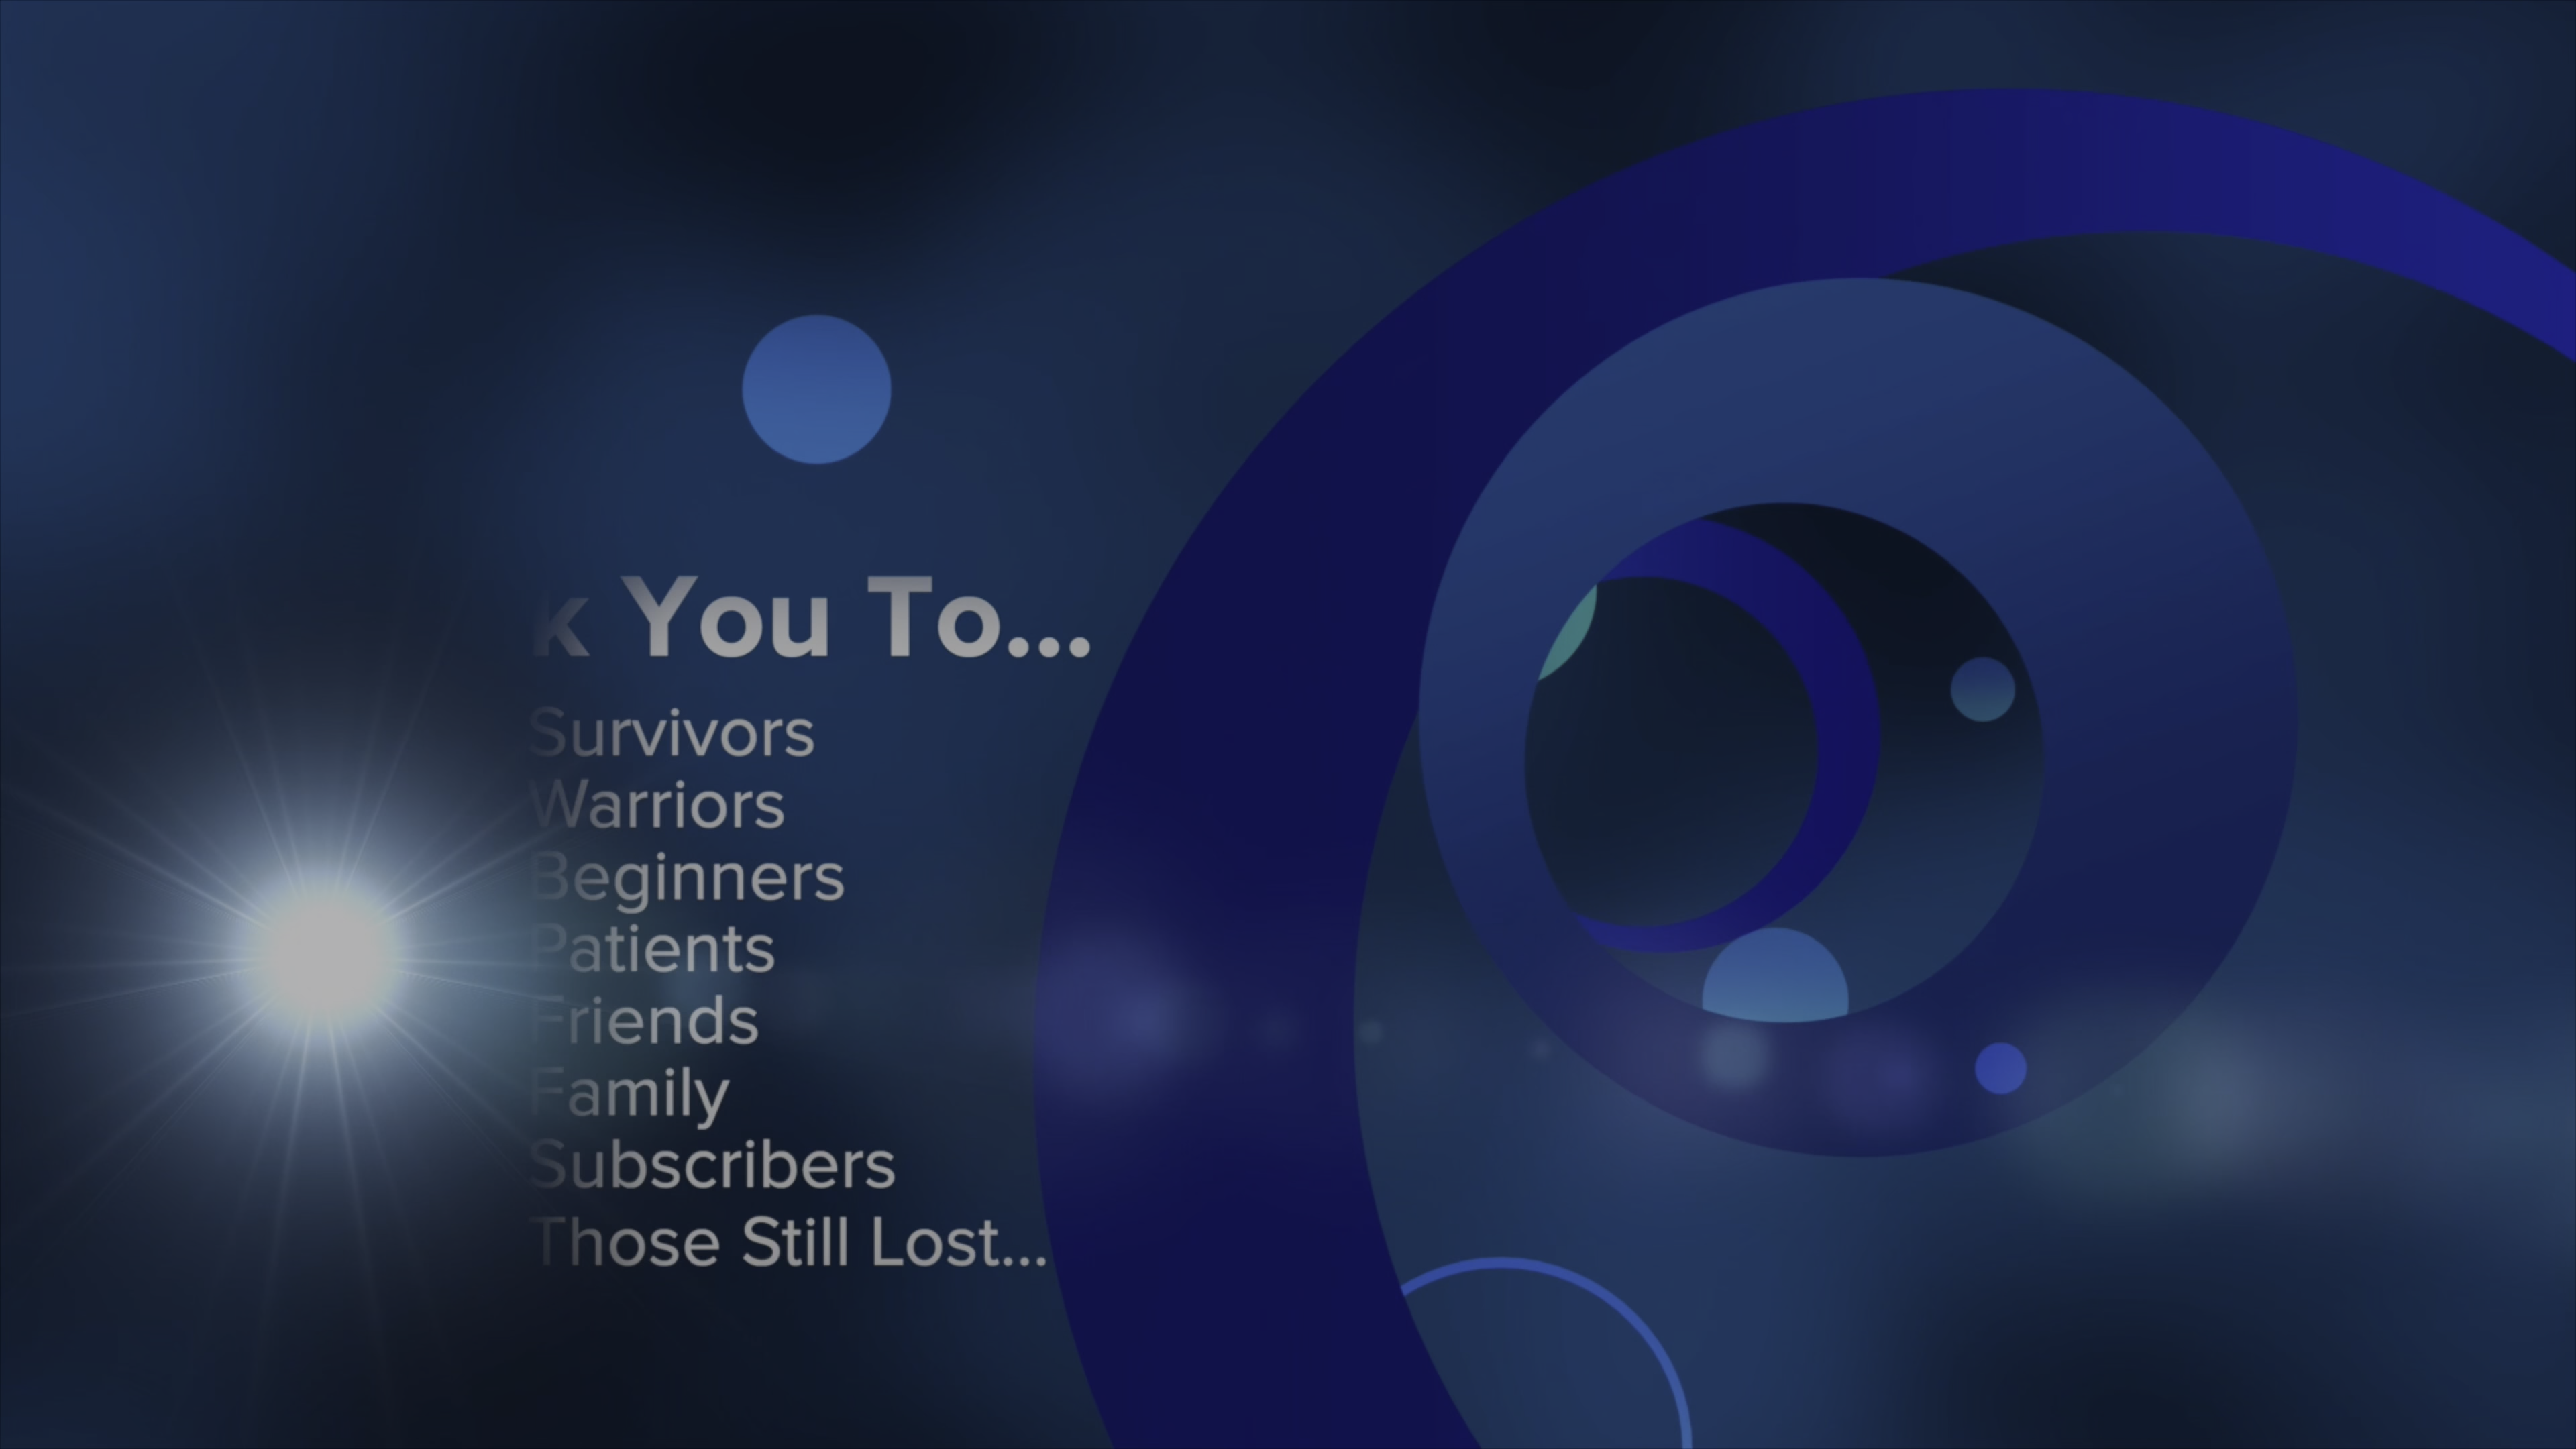 k You To...
Survivors
Warriors
Beginners
Patients
Friends
Family
Subscribers
Those Still Lost...